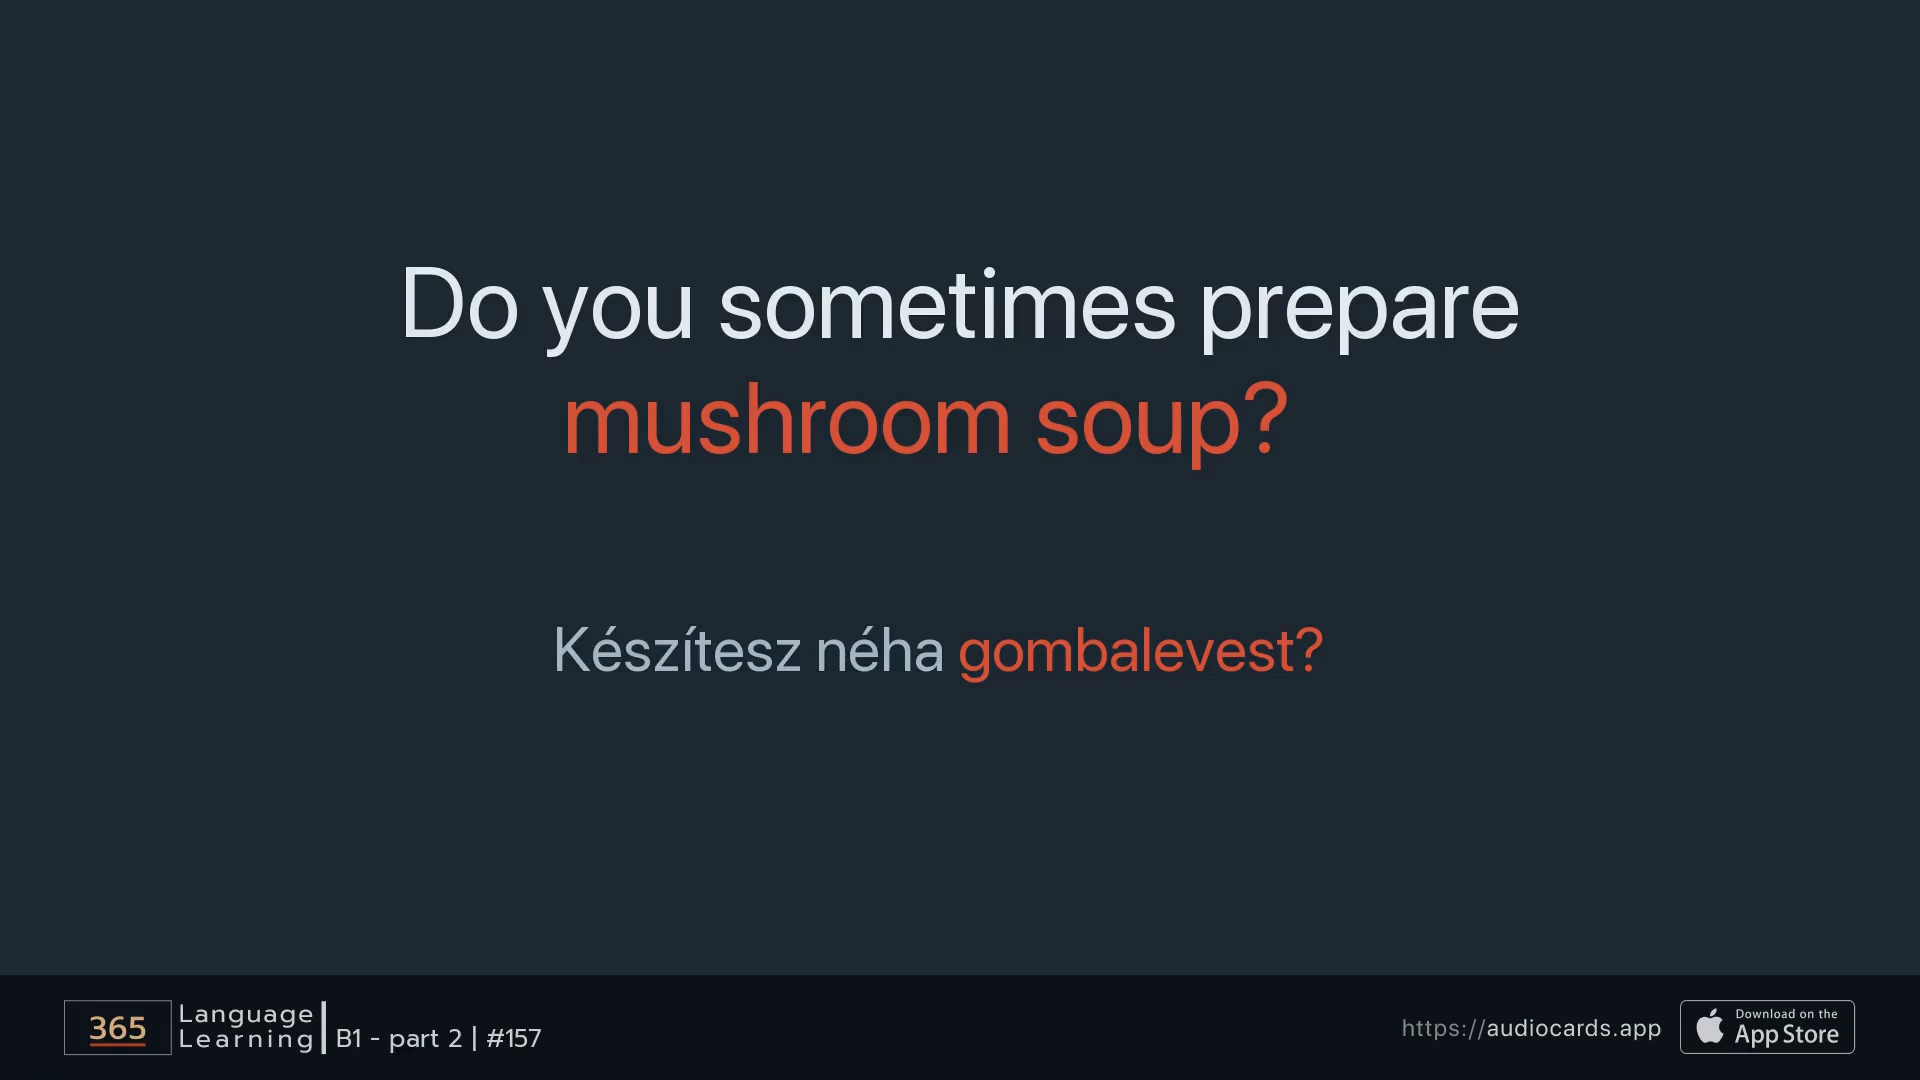 Do you sometimes prepare
mushroom soup?
Készítesz néha gombalevest?
365
Language
Learning
B1 - part 2 | #157
https://audiocards.app
Download on the
App Store